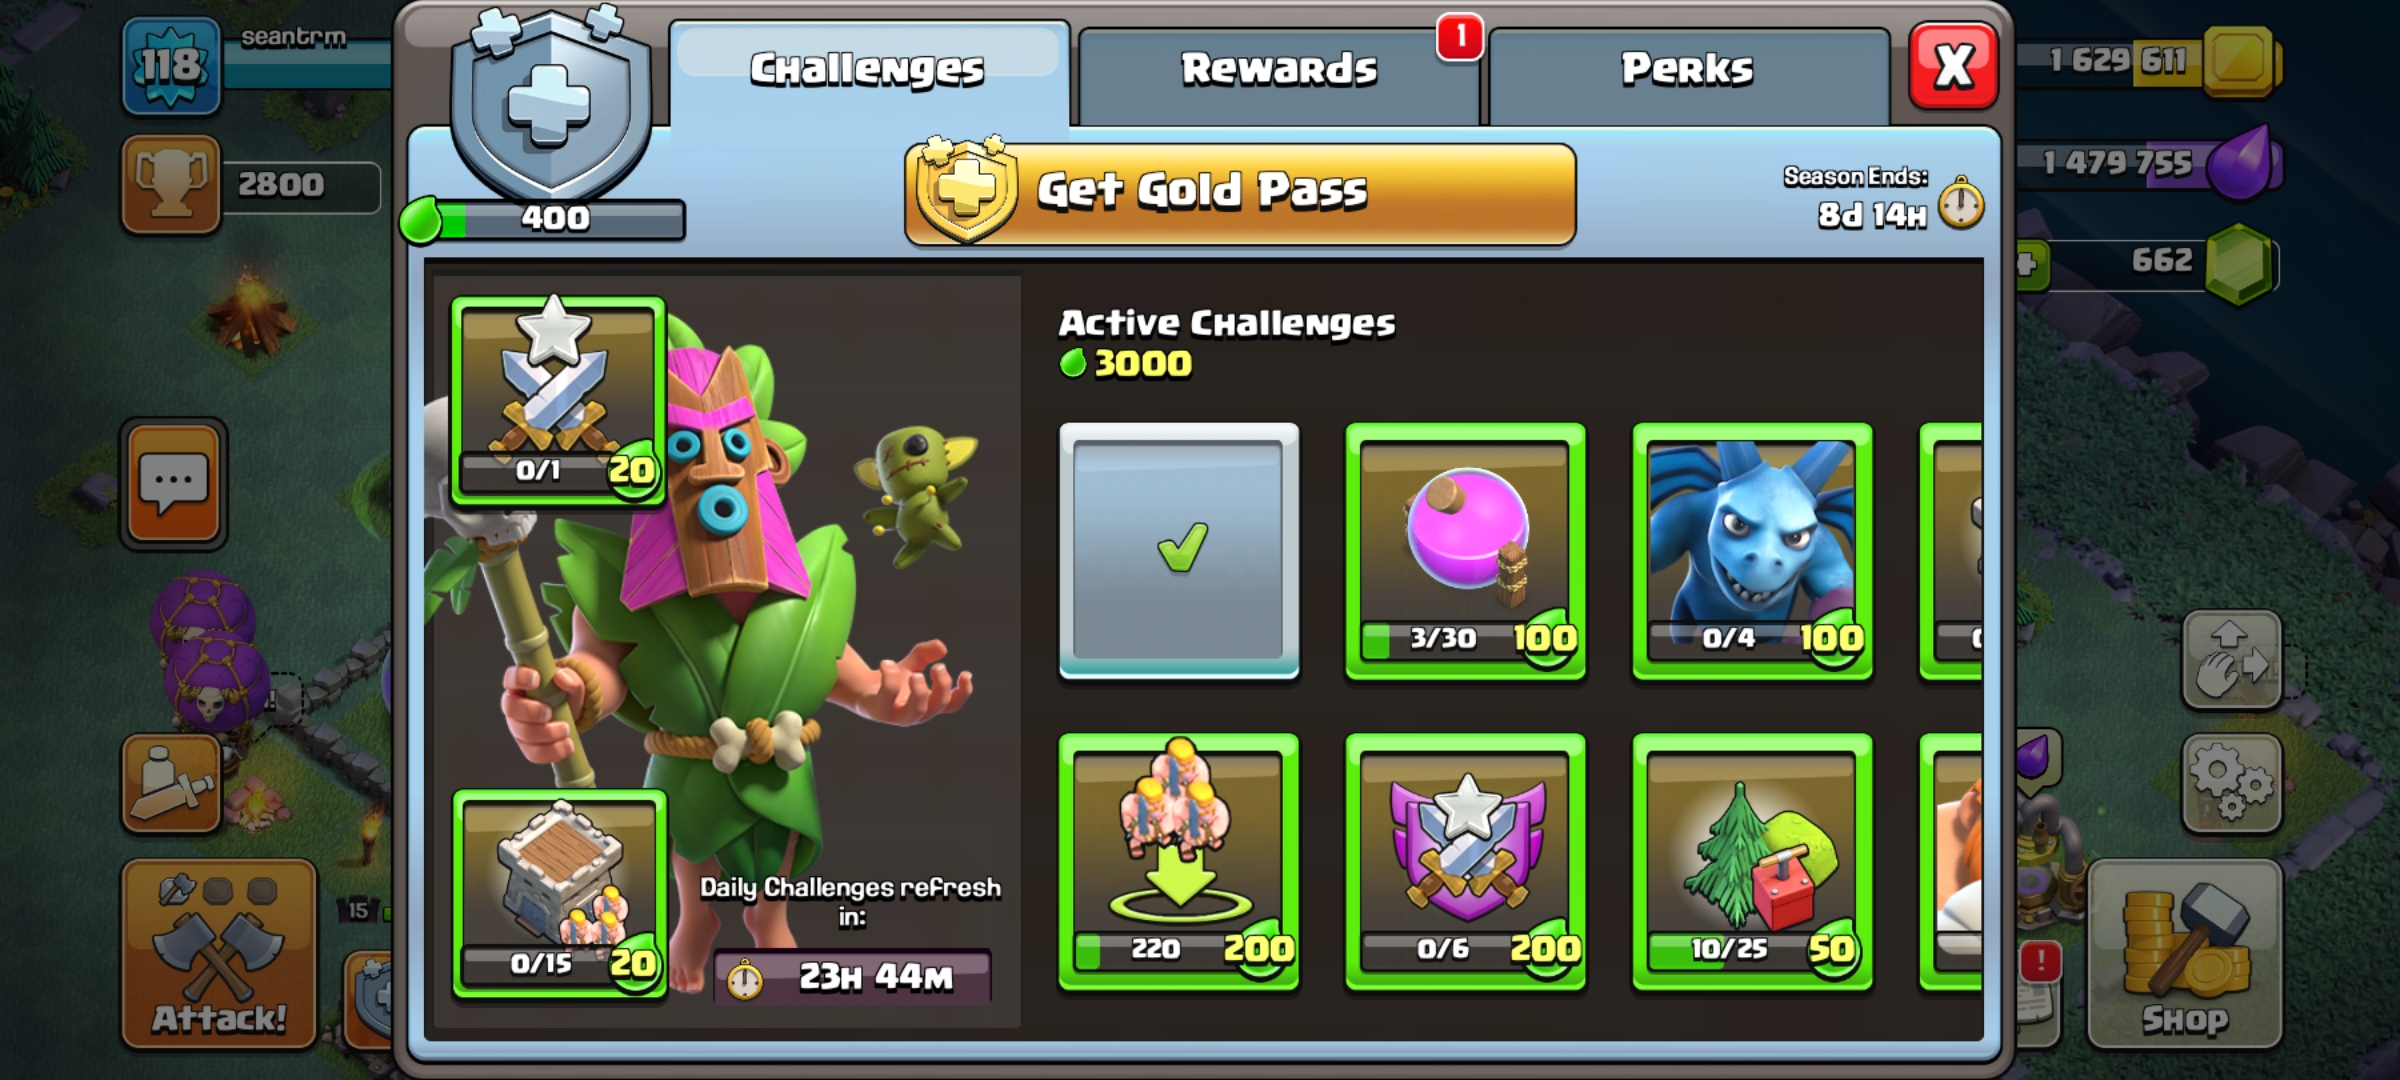 118
seantrm
2800
Challenges
Rewards
1
Perks
X
1 629 611
1 479 755
662
400
Get Gold Pass
Season Ends:
8d 14H
Active Challenges
3000
0/1
20
3/30
100
0/4
100
0/15
20
Daily Challenges refresh
in:
23H 44M
220
200
0/6
200
10/25
50
15
Attack!
!
Shop